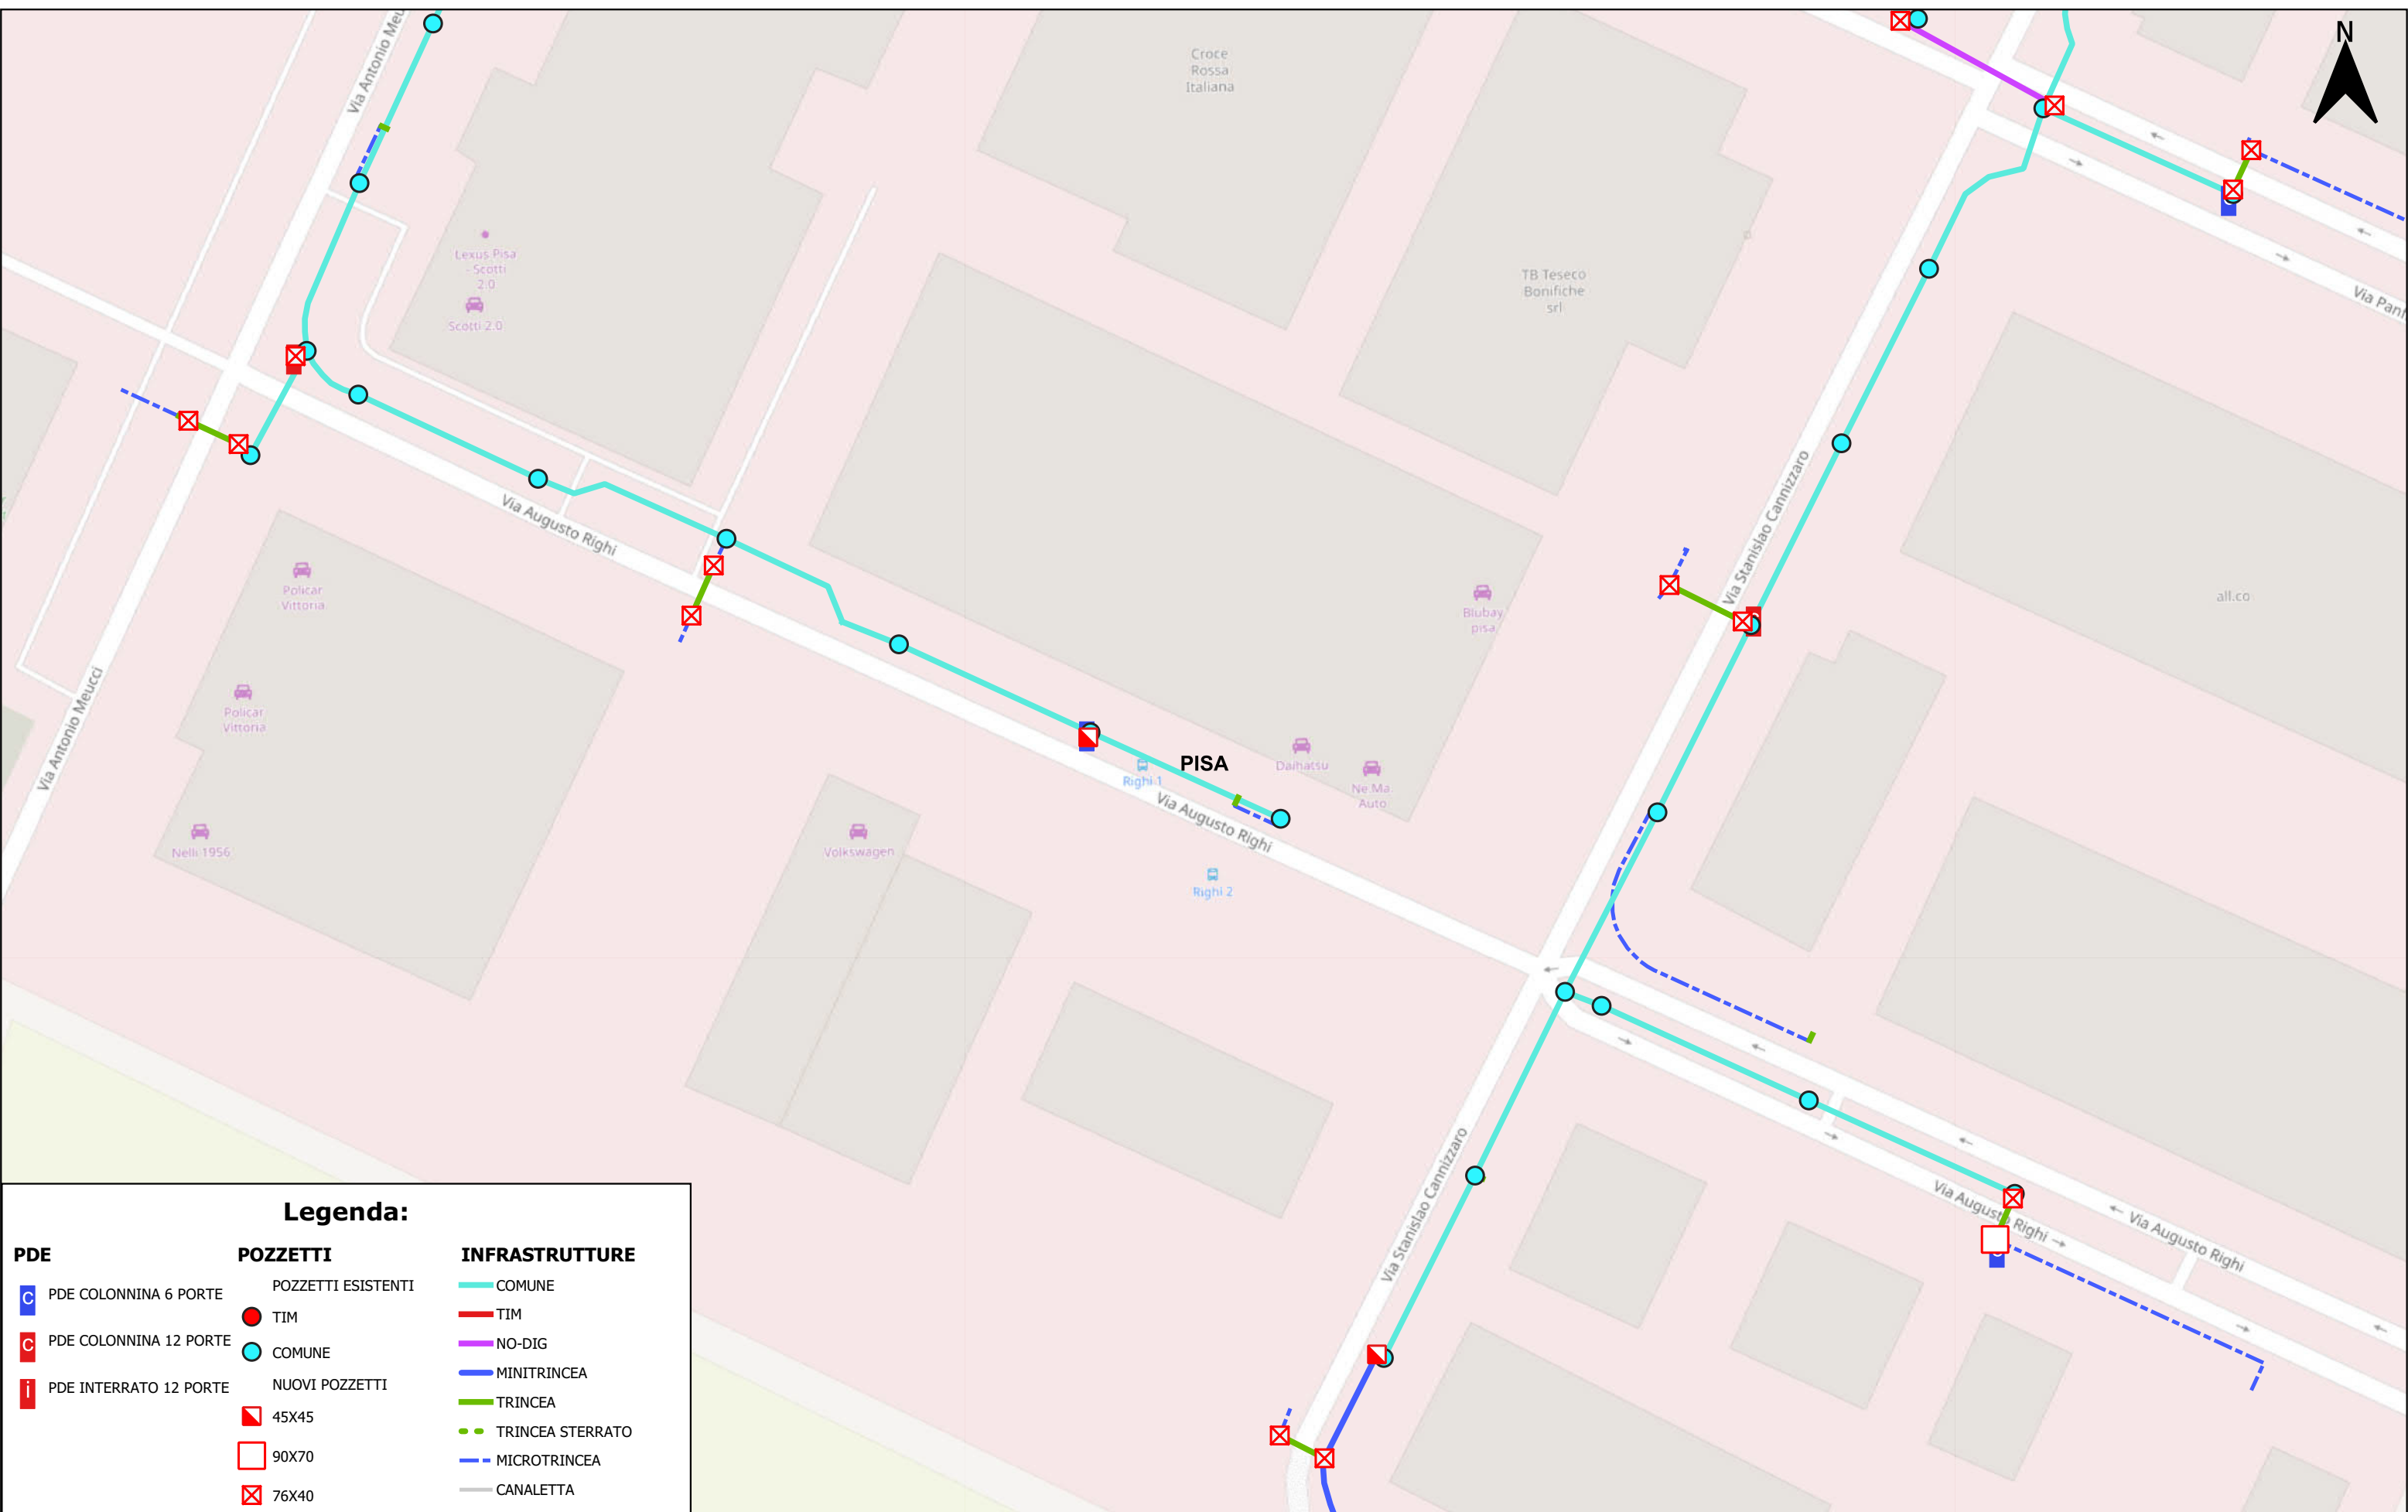 Via Antonio Meu
Croce
Rossa
Italiana
N
Lexus Pisa
- Scotti
2.0
Scotti 2.0
TB Teseco
Bonifiche
srl
Via Panf
Via Augusto Righi
Via Stanislao Cannizzaro
Policar
Vittoria
Blubay
pisa
all.co
Policar
Vittoria
Via Antonio Meucci
PISA
Righi 1
Daihatsu
Ne Ma
Auto
Via Augusto Righi
Nelli 1956
Volkswagen
Righi 2
Via Stanislao Cannizzaro
Via Augusto Righi
Via Augusto Righi
Legenda:
PDE
C PDE COLONNINA 6 PORTE
C PDE COLONNINA 12 PORTE
i PDE INTERRATO 12 PORTE
POZZETTI
POZZETTI ESISTENTI
TIM
COMUNE
NUOVI POZZETTI
45X45
90X70
76X40
INFRASTRUTTURE
COMUNE
TIM
NO-DIG
MINITRINCEA
TRINCEA
TRINCEA STERRATO
MICROTRINCEA
CANALETTA